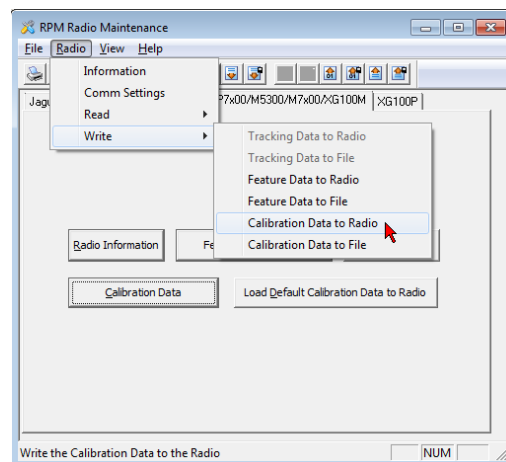 RPM Radio Maintenance
File Radio View Help
Information
Comm Settings
Read
Write
Jagu
P7x00/M5300/M7x00/XG100M
XG100P
Tracking Data to Radio
Tracking Data to File
Feature Data to Radio
Feature Data to File
Calibration Data to Radio
Calibration Data to File
Radio Information
Fe
Calibration Data
Load Default Calibration Data to Radio
Write the Calibration Data to the Radio
NUM